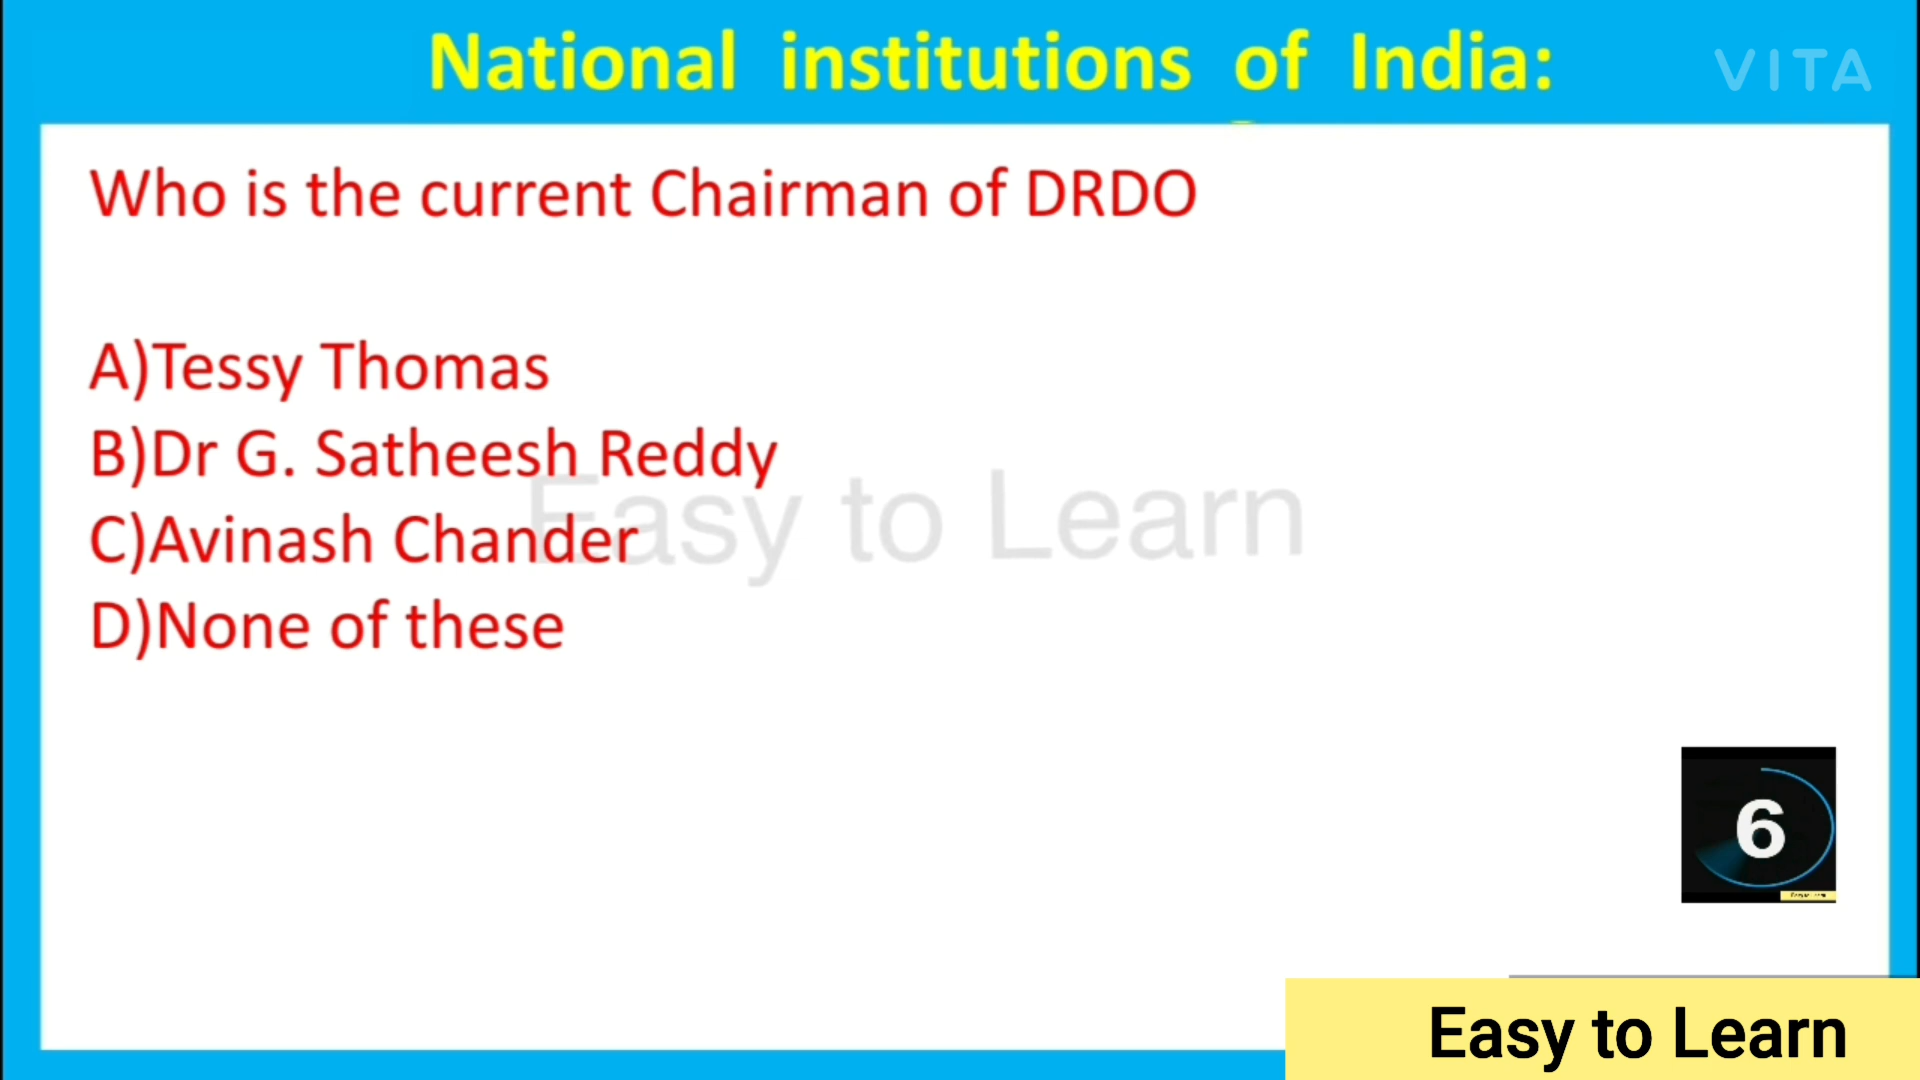 National institutions of India:
VITA
Who is the current Chairman of DRDO
A)Tessy Thomas
B)Dr G. Satheesh Reddy
C)Avinash Chander
D)None of these
Easy to Learn
6
Easy to Learn